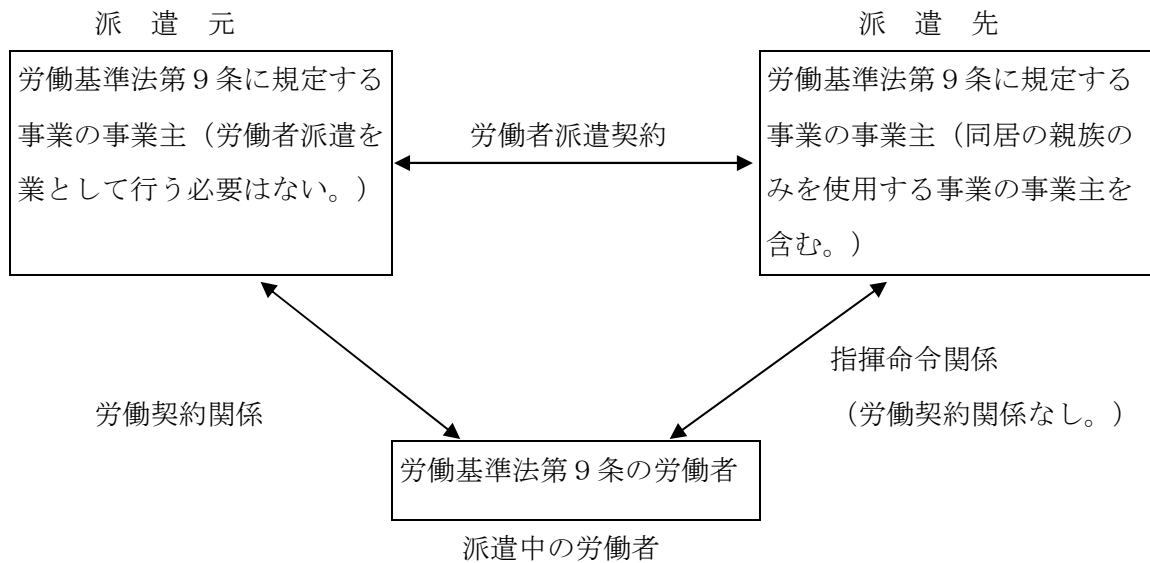 派 遣 元
派 遣 先
労働基準法第９条に規定する
事業の事業主（労働者派遣を
業として行う必要はない。）
労働者派遣契約
労働基準法第９条に規定する
事業の事業主（同居の親族の
みを使用する事業の事業主を
含む。）
労働契約関係
指揮命令関係
（労働契約関係なし。）
労働基準法第９条の労働者
派遣中の労働者